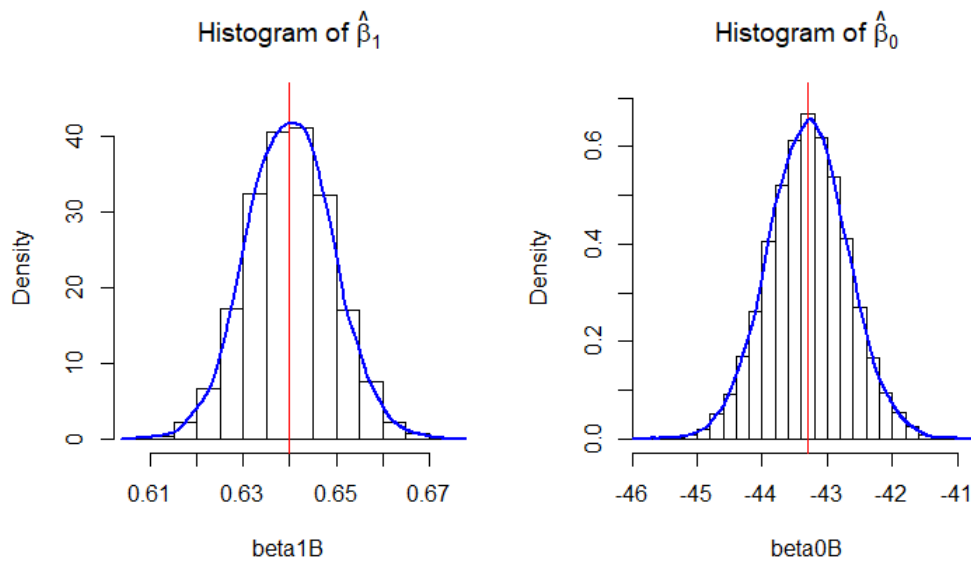 Histogram of β̂₁
Density
40
30
20
10
0
0.61 0.63 0.65 0.67
beta1B
Histogram of β̂₀
Density
0.6
0.4
0.2
0.0
-46 -45 -44 -43 -42 -41
beta0B